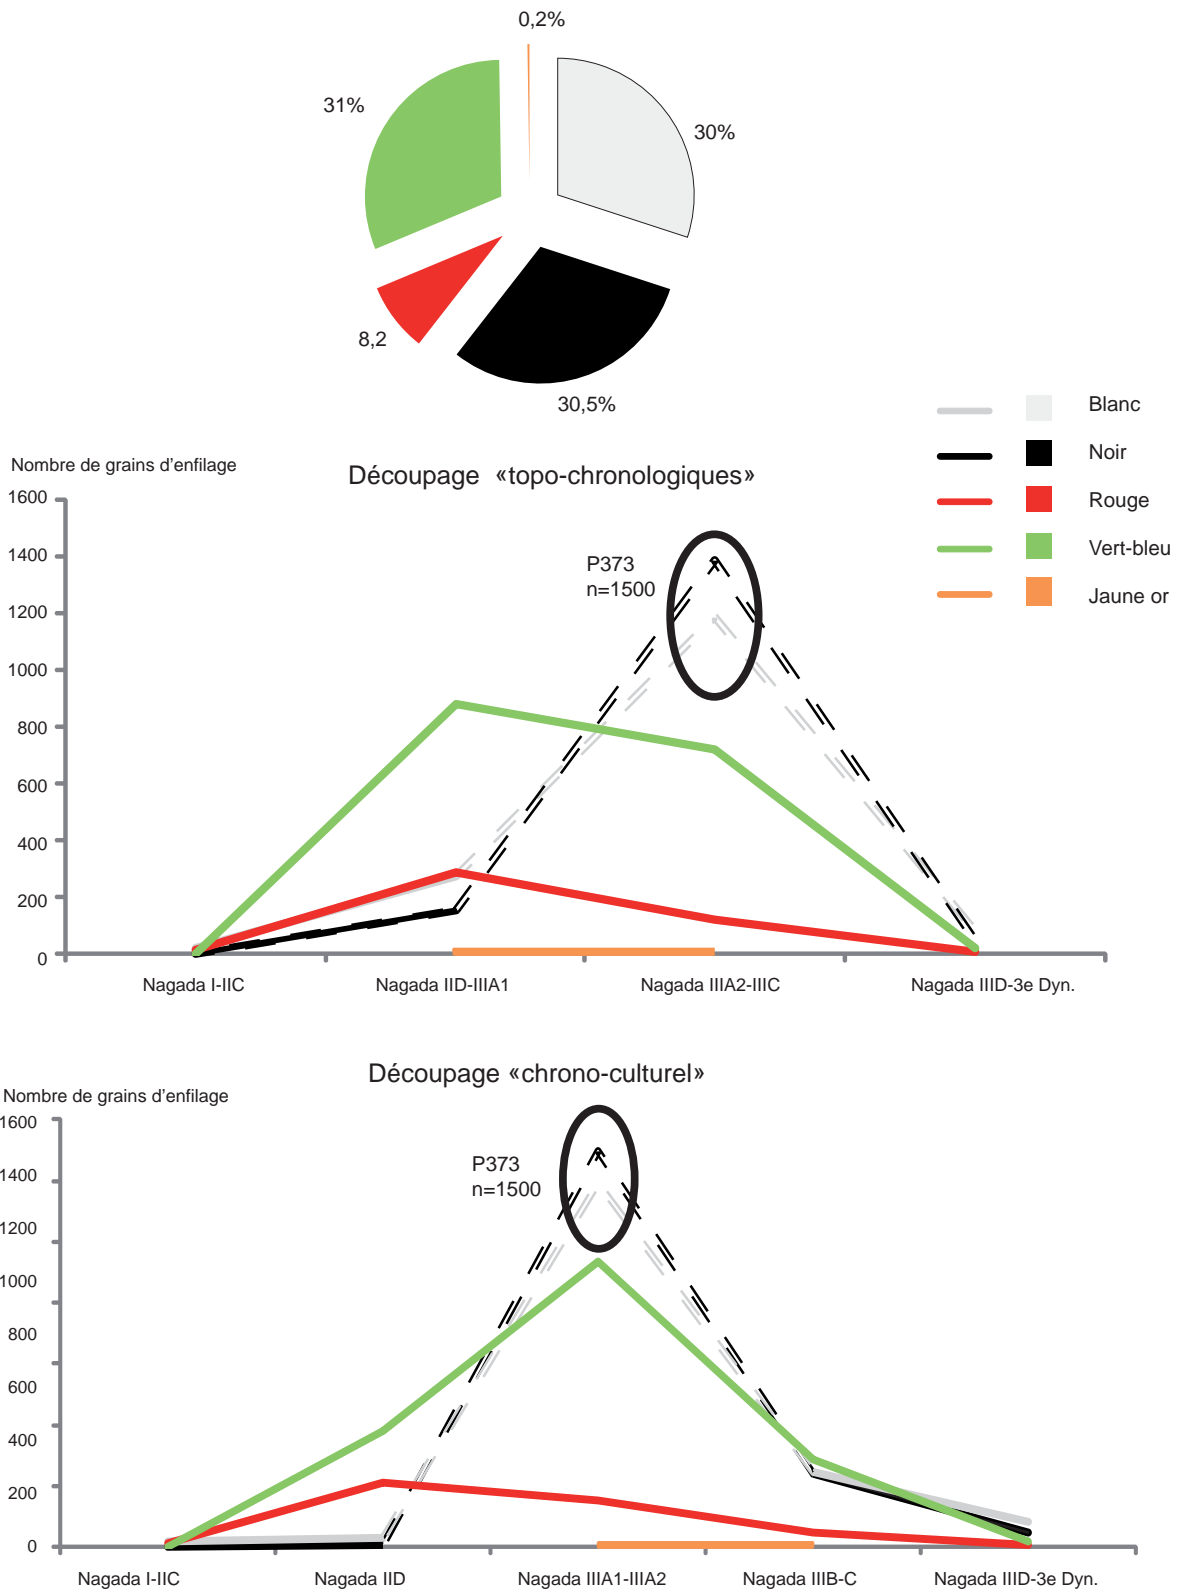 0,2%
31%
30%
8,2
30,5%
Blanc
Noir
Rouge
Vert-bleu
Jaune or
Nombre de grains d'enfilage
Découpage «topo-chronologiques»
1600
1400
1200
1000
800
600
400
200
0
P373
n=1500
Nagada I-IIC
Nagada IID-IIIA1
Nagada IIIA2-IIIC
Nagada IIID-3e Dyn.
Découpage «chrono-culturel»
Nombre de grains d'enfilage
1600
1400
1200
1000
800
600
400
200
0
P373
n=1500
Nagada I-IIC
Nagada IID
Nagada IIIA1-IIIA2
Nagada IIIB-C
Nagada IIID-3e Dyn.